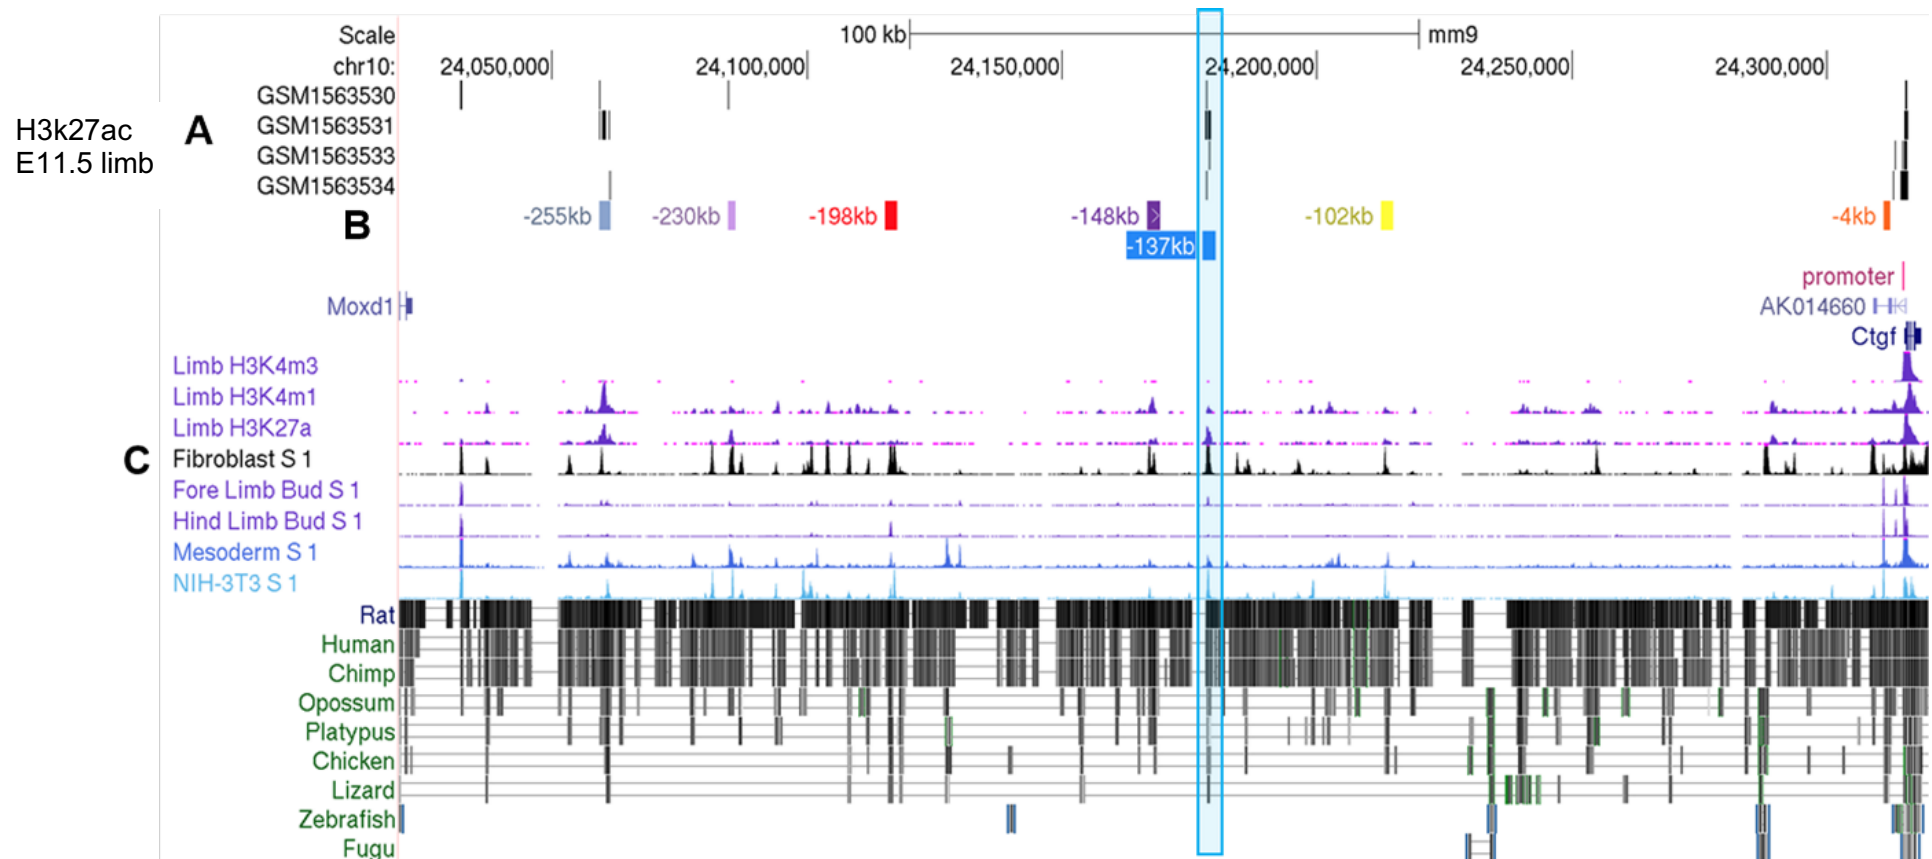 Scale 100 kb mm9
chr10: 24,050,000 24,100,000 24,150,000 24,200,000 24,250,000 24,300,000
GSM1563530
H3k27ac A GSM1563531
E11.5 limb GSM1563533
GSM1563534
B -255kb -230kb -198kb -148kb -102kb -4kb
-137kb
promoter
Moxd1 AK014660
Ctgf
Limb H3K4m3
Limb H3K4m1
Limb H3K27a
C Fibroblast S 1
Fore Limb Bud S 1
Hind Limb Bud S 1
Mesoderm S 1
NIH-3T3 S 1
Rat
Human
Chimp
Opossum
Platypus
Chicken
Lizard
Zebrafish
Fugu